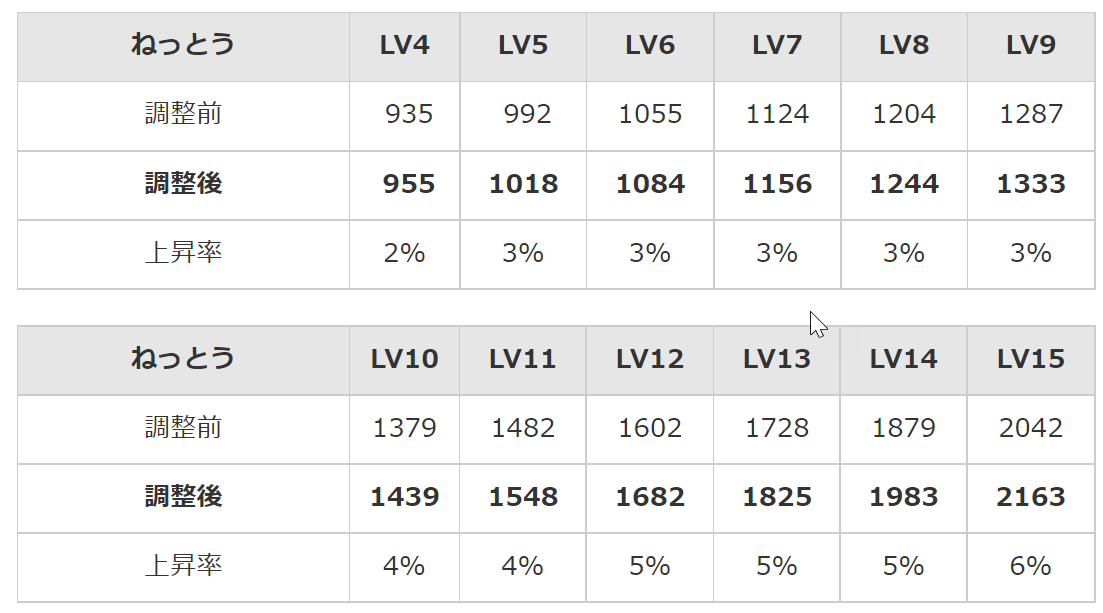 ねっとう LV4 LV5 LV6 LV7 LV8 LV9
調整前 935 992 1055 1124 1204 1287
調整後 955 1018 1084 1156 1244 1333
上昇率 2% 3% 3% 3% 3% 3%
ねっとう LV10 LV11 LV12 LV13 LV14 LV15
調整前 1379 1482 1602 1728 1879 2042
調整後 1439 1548 1682 1825 1983 2163
上昇率 4% 4% 5% 5% 5% 6%